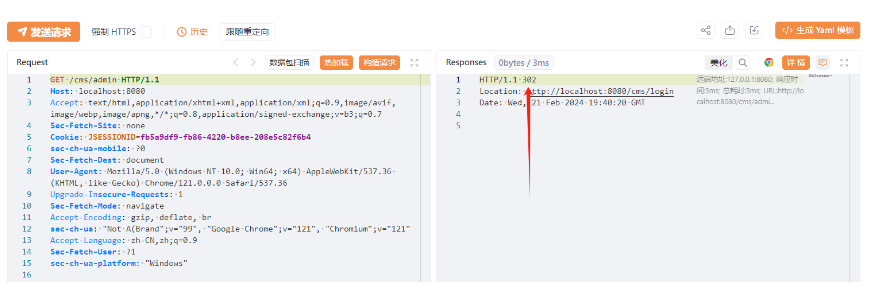 发送请求 强制 HTTPS 历史 跟随重定向 </> 生成 Yaml 模板
Request 数据包扫描 热加载 构造请求 Responses 0bytes / 3ms 美化 详情
1 GET /cms/admin HTTP/1.1
2 Host: localhost:8080
3 Accept: text/html,application/xhtml+xml,application/xml;q=0.9,image/avif,
image/webp,image/apng,*/*;q=0.8,application/signed-exchange;v=b3;q=0.7
4 Sec-Fetch-Site: none
5 Cookie: JSESSIONID=fb5a9df9-fb86-4220-b8ee-208e5c82f6b4
6 sec-ch-ua-mobile: ?0
7 Sec-Fetch-Dest: document
8 User-Agent: Mozilla/5.0 (Windows NT 10.0; Win64; x64) AppleWebKit/537.36
(KHTML, like Gecko) Chrome/121.0.0.0 Safari/537.36
9 Upgrade-Insecure-Requests: 1
10 Sec-Fetch-Mode: navigate
11 Accept-Encoding: gzip, deflate, br
12 sec-ch-ua: "Not A(Brand";v="99", "Google Chrome";v="121", "Chromium";v="121"
13 Accept-Language: zh-CN,zh;q=0.9
14 Sec-Fetch-User: ?1
15 sec-ch-ua-platform: "Windows"
16
1 HTTP/1.1 302
2 Location: http://localhost:8080/cms/login
3 Date: Wed, 21 Feb 2024 19:40:20 GMT
4
5
远端地址:127.0.0.1:8080; 响应时
间:3ms; 总耗时:5ms; URL:http://lo
calhost:8080/cms/admi...